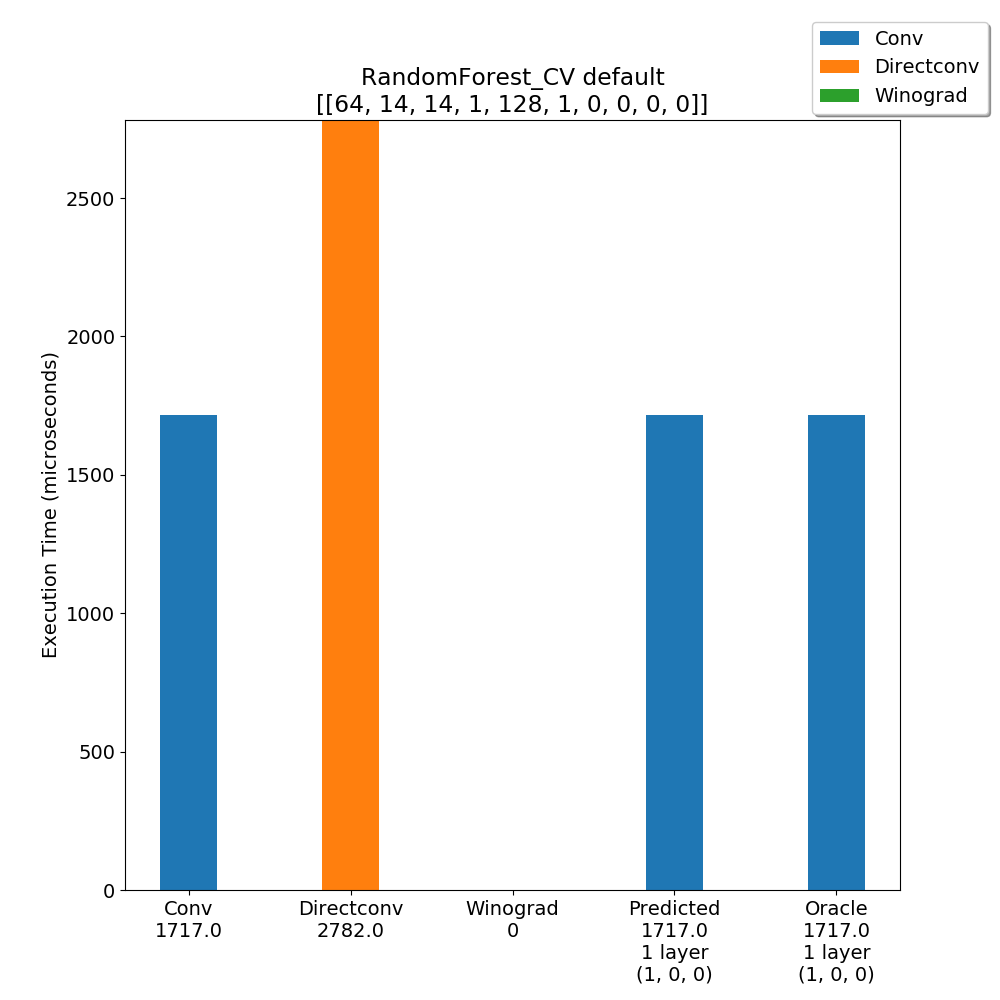 Conv
Directconv
Winograd
RandomForest_CV default
[[64, 14, 14, 1, 128, 1, 0, 0, 0, 0]]
Execution Time (microseconds)
2500
2000
1500
1000
500
0
Conv
1717.0
Directconv
2782.0
Winograd
0
Predicted
1717.0
1 layer
(1, 0, 0)
Oracle
1717.0
1 layer
(1, 0, 0)